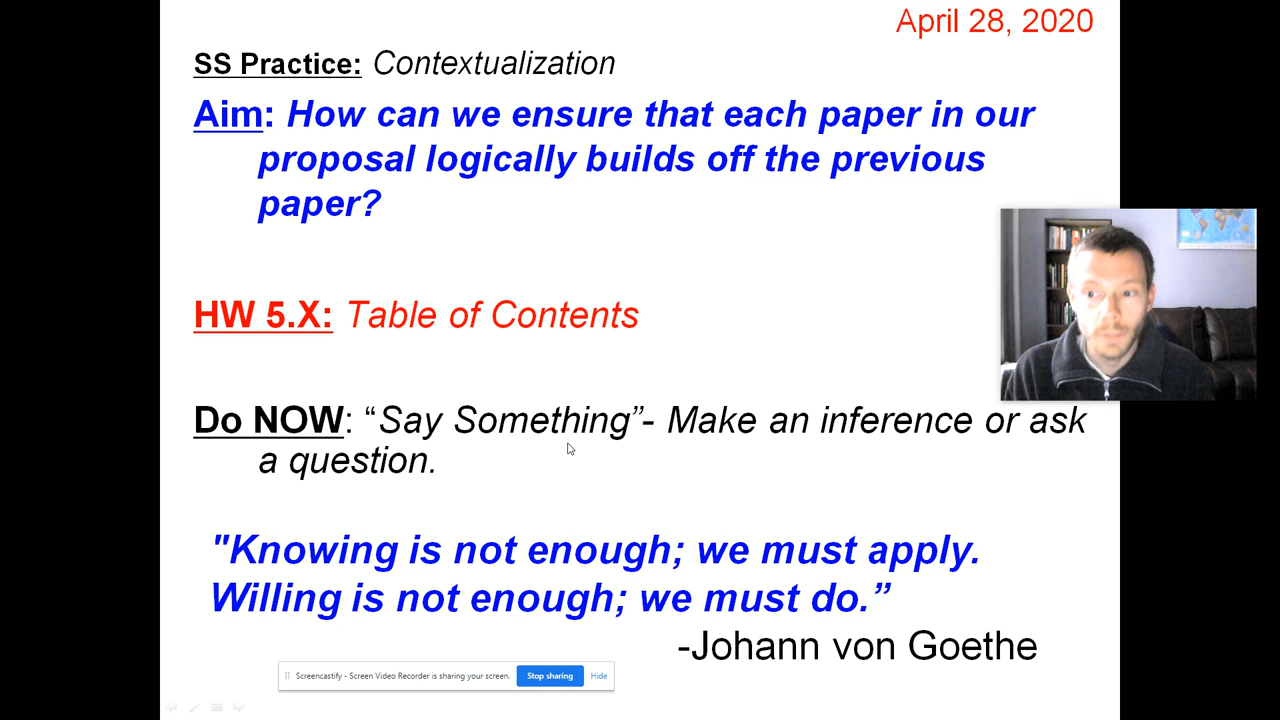 April 28, 2020
SS Practice: Contextualization
Aim: How can we ensure that each paper in our
proposal logically builds off the previous
paper?
HW 5.X: Table of Contents
Do NOW: “Say Something”- Make an inference or ask
a question.
"Knowing is not enough; we must apply.
Willing is not enough; we must do.”
-Johann von Goethe
Screencastify - Screen Video Recorder is sharing your screen. Stop sharing Hide